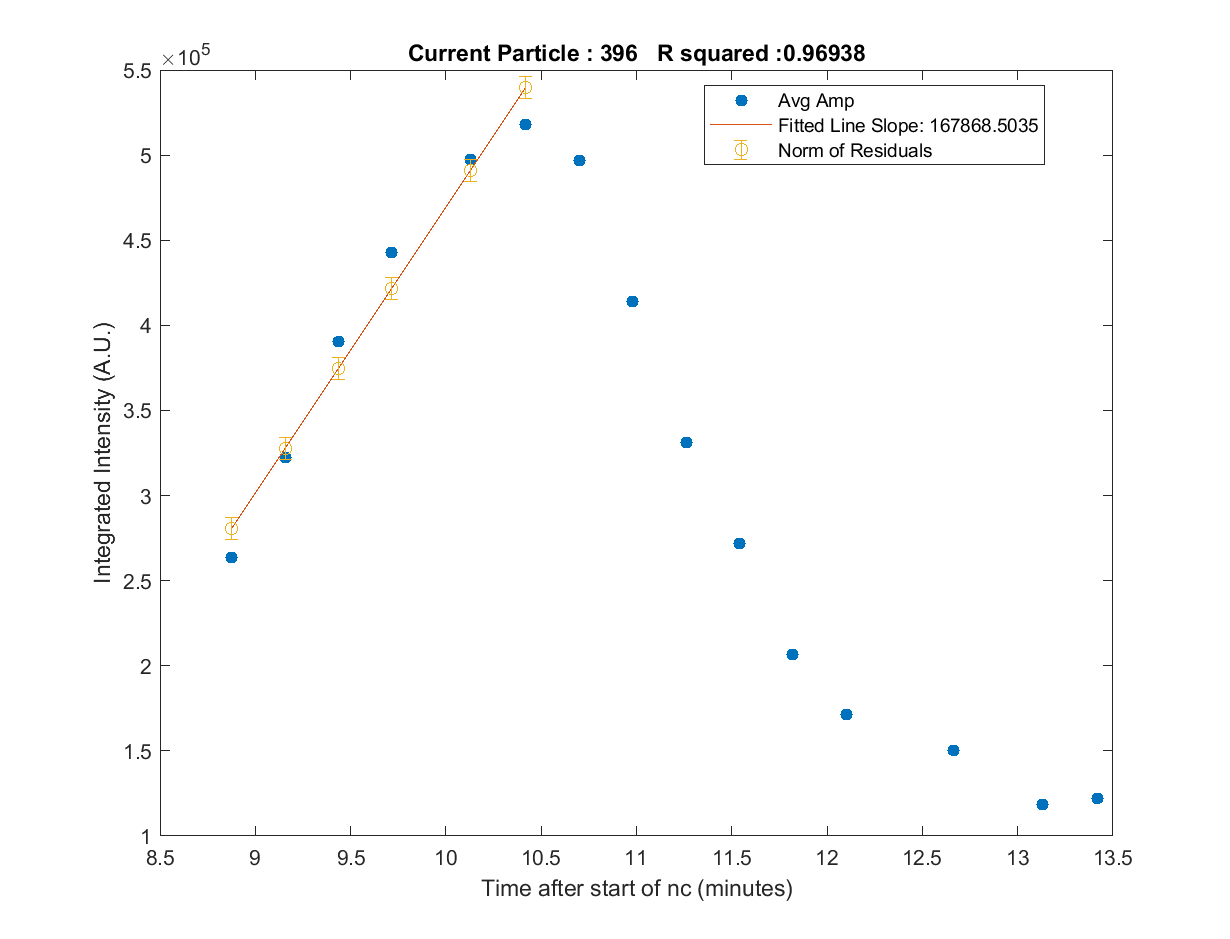 Current Particle : 396   R squared :0.96938
×10^5
5.5
5
4.5
4
3.5
3
2.5
2
1.5
1
Integrated Intensity (A.U.)
Avg Amp
Fitted Line Slope: 167868.5035
Norm of Residuals
8.5 9 9.5 10 10.5 11 11.5 12 12.5 13 13.5
Time after start of nc (minutes)